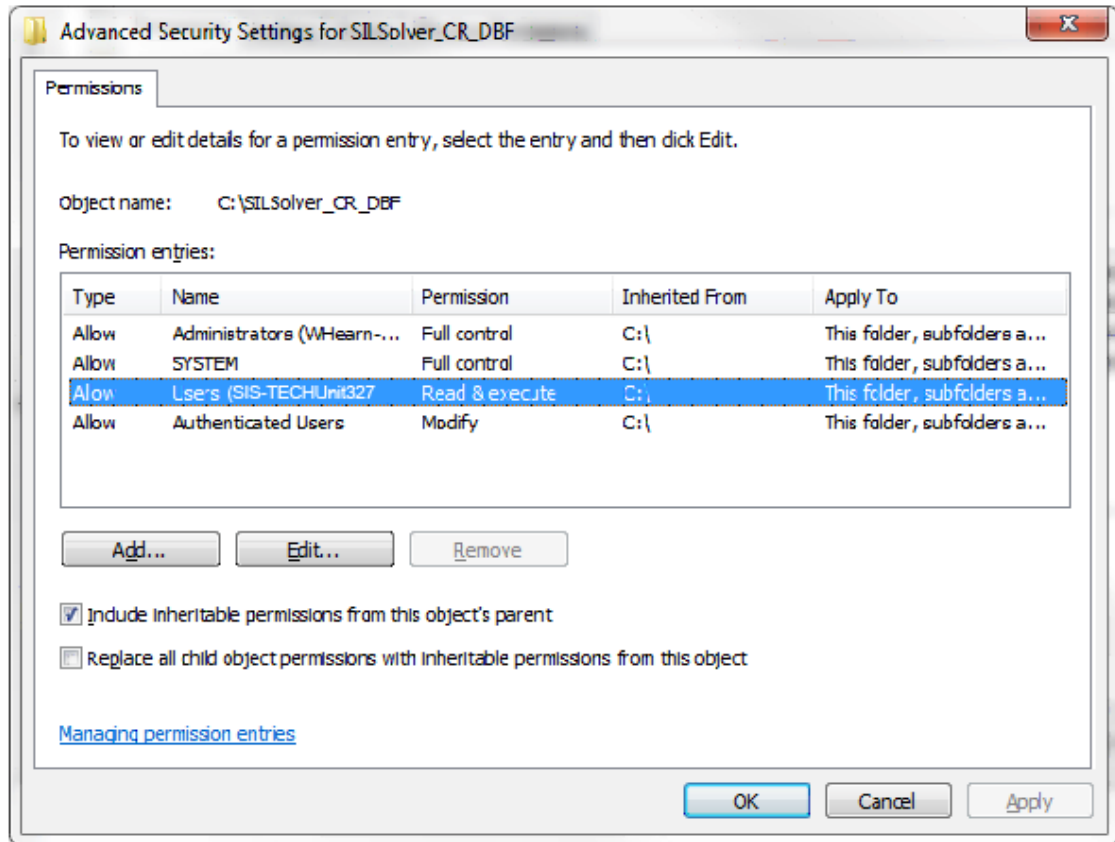 Advanced Security Settings for SILSolver_CR_DBF
Permissions
To view or edit details for a permission entry, select the entry and then click Edit.
Object name: C:\SILSolver_CR_DBF
Permission entries:
Type Name Permission Inherited From Apply To
Allow Administrators (WHearn-... Full control C:\ This folder, subfolders a...
Allow SYSTEM Full control C:\ This folder, subfolders a...
Allow Users (SIS-TECHUnit327 Read & execute C:\ This folder, subfolders a...
Allow Authenticated Users Modify C:\ This folder, subfolders a...
Add... Edit... Remove
Include inheritable permissions from this object's parent
Replace all child object permissions with inheritable permissions from this object
Managing permission entries
OK Cancel Apply